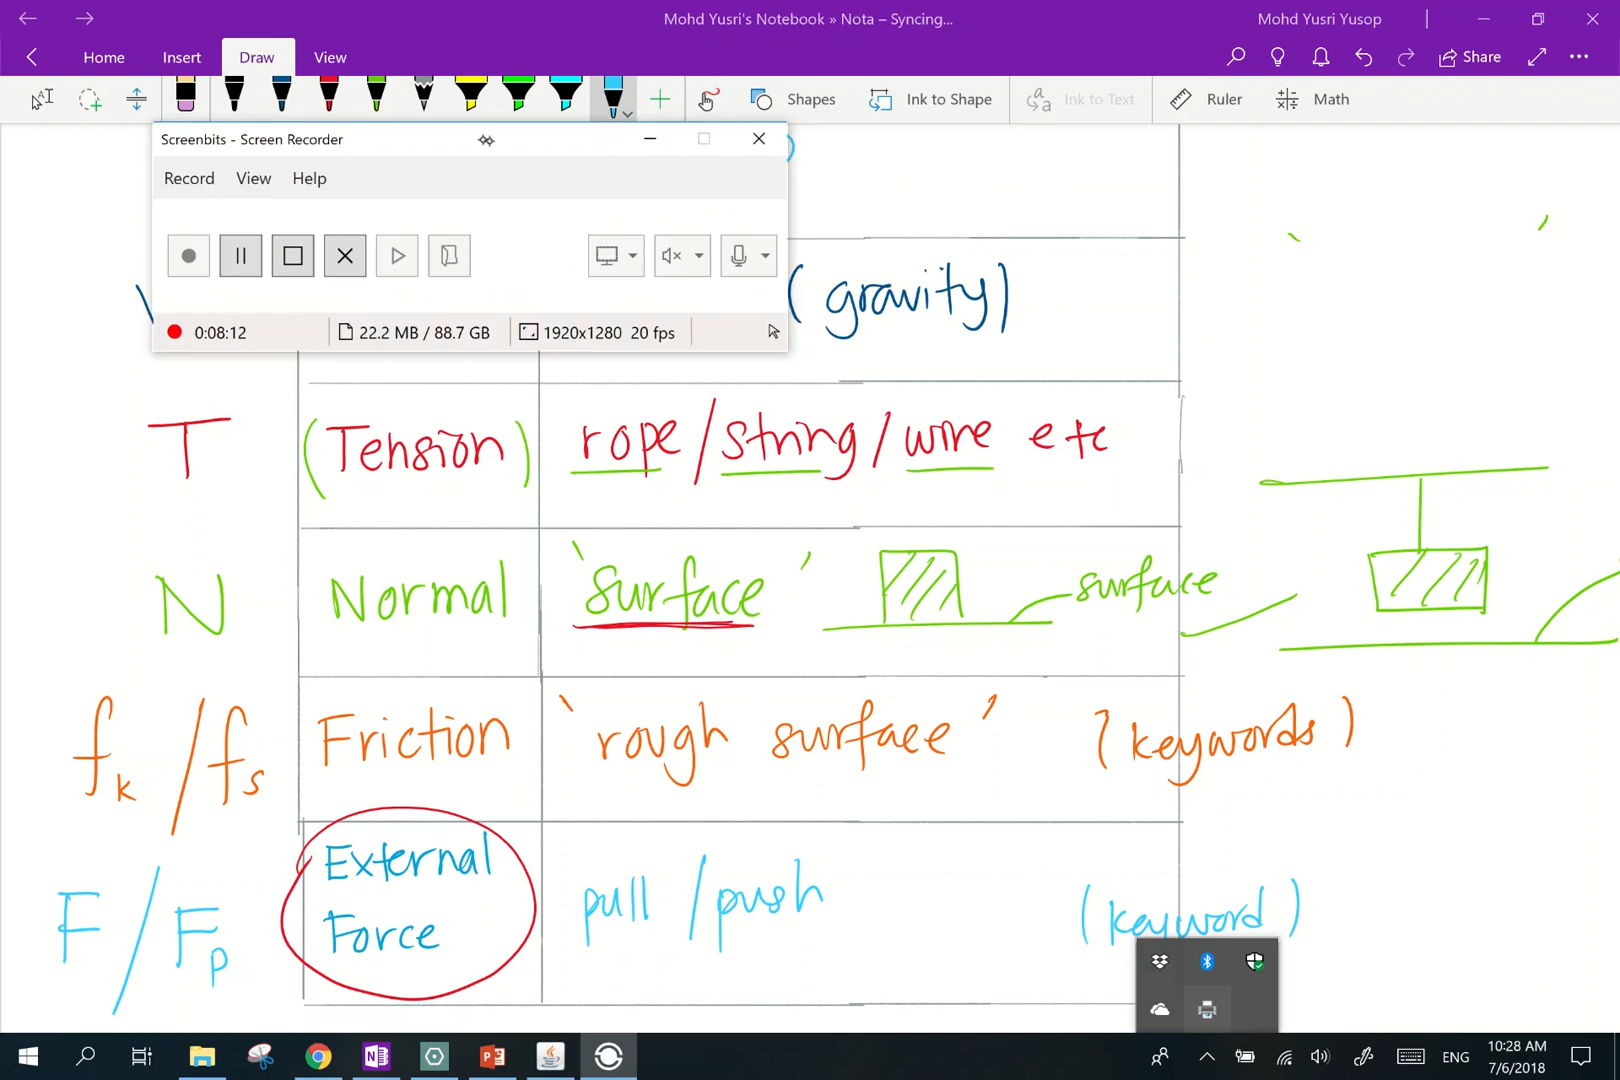 Mohd Yusri's Notebook » Nota – Syncing...
Mohd Yusri Yusop
Home Insert Draw View
Share
Shapes Ink to Shape Ink to Text Ruler Math
Screenbits - Screen Recorder
Record View Help
0:08:12 22.2 MB / 88.7 GB 1920x1280 20 fps
(gravity)
T (Tension) rope/string/wire etc
N Normal 'surface' surface
fk/fs Friction 'rough surface' (keywords)
F/Fp External Force pull/push (keyword)
ENG
10:28 AM
7/6/2018